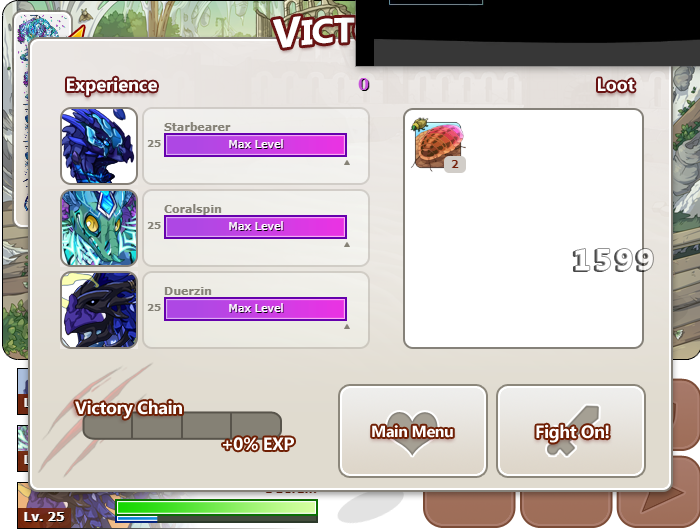 VICTO
Experience
0
Loot
Starbearer
25
Max Level
2
Coralspin
25
Max Level
1599
Duerzin
25
Max Level
Victory Chain
+0% EXP
Main Menu
Fight On!
Lv. 25